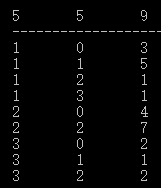 5 5 9
--------------------
1 0 3
1 1 5
1 2 1
1 3 1
2 0 4
2 2 7
3 0 2
3 1 1
3 2 2